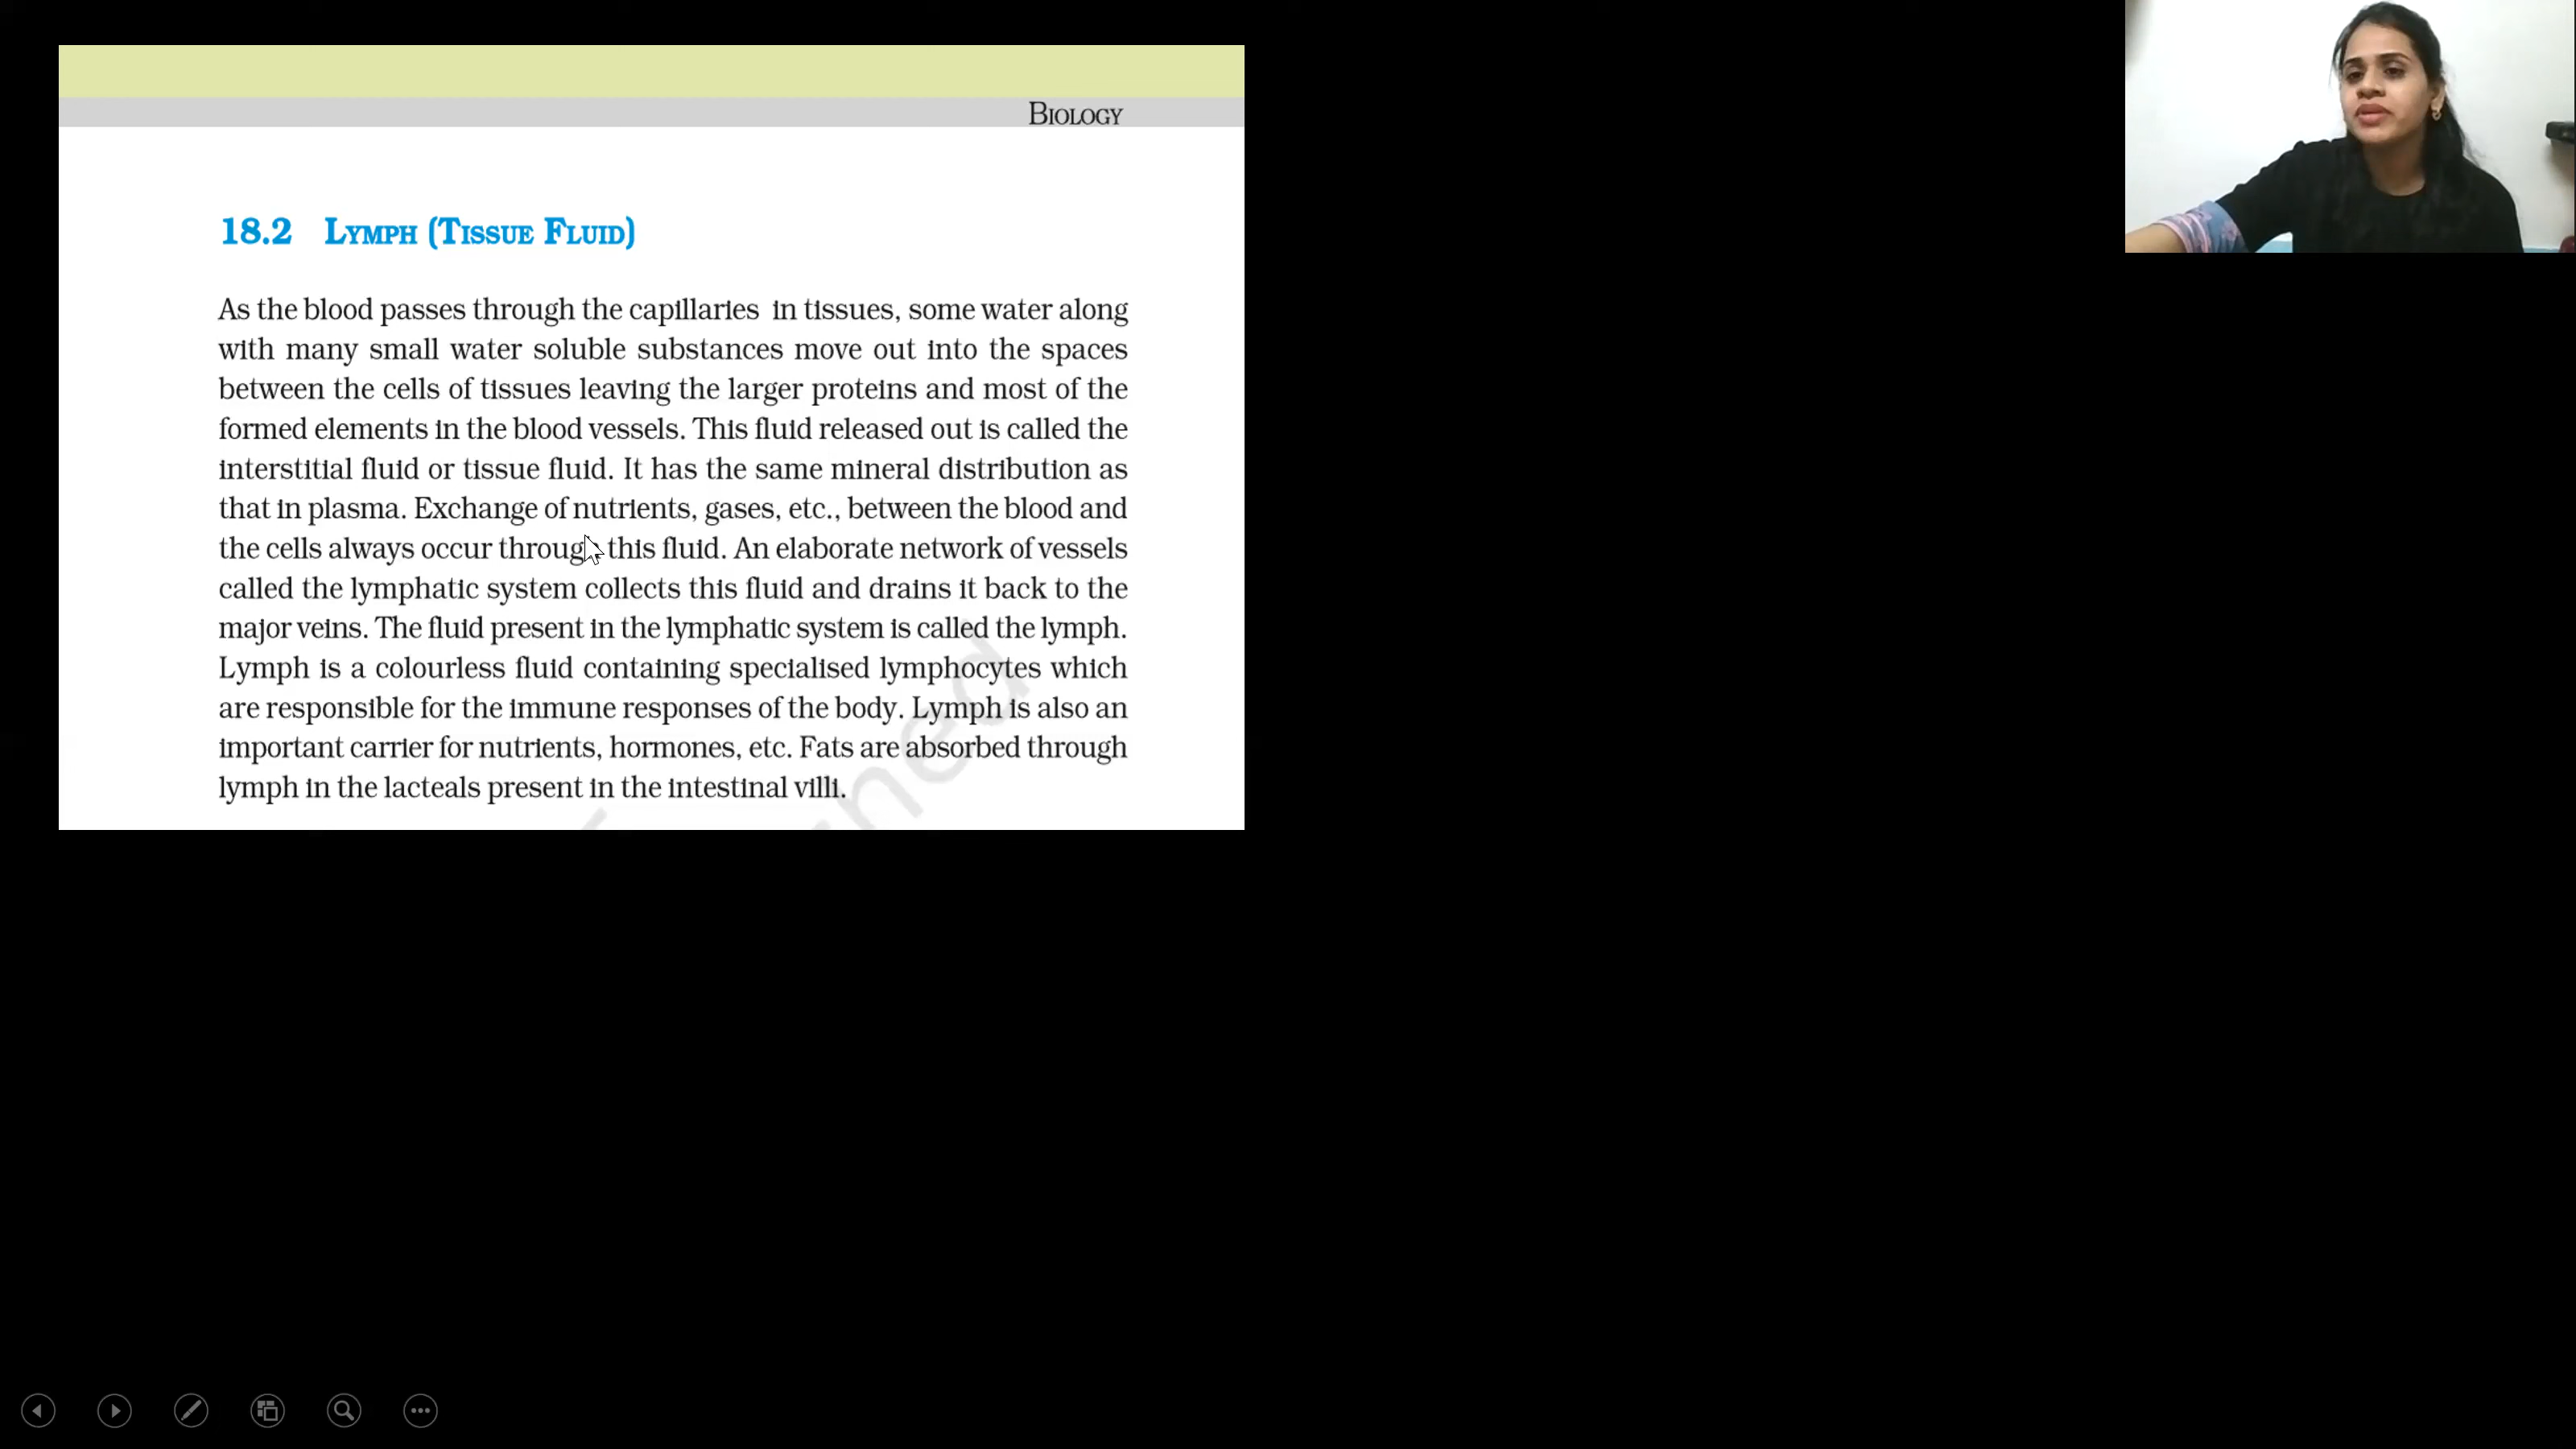 BIOLOGY
18.2 LYMPH (TISSUE FLUID)
As the blood passes through the capillaries in tissues, some water along
with many small water soluble substances move out into the spaces
between the cells of tissues leaving the larger proteins and most of the
formed elements in the blood vessels. This fluid released out is called the
interstitial fluid or tissue fluid. It has the same mineral distribution as
that in plasma. Exchange of nutrients, gases, etc., between the blood and
the cells always occur through this fluid. An elaborate network of vessels
called the lymphatic system collects this fluid and drains it back to the
major veins. The fluid present in the lymphatic system is called the lymph.
Lymph is a colourless fluid containing specialised lymphocytes which
are responsible for the immune responses of the body. Lymph is also an
important carrier for nutrients, hormones, etc. Fats are absorbed through
lymph in the lacteals present in the intestinal villi.